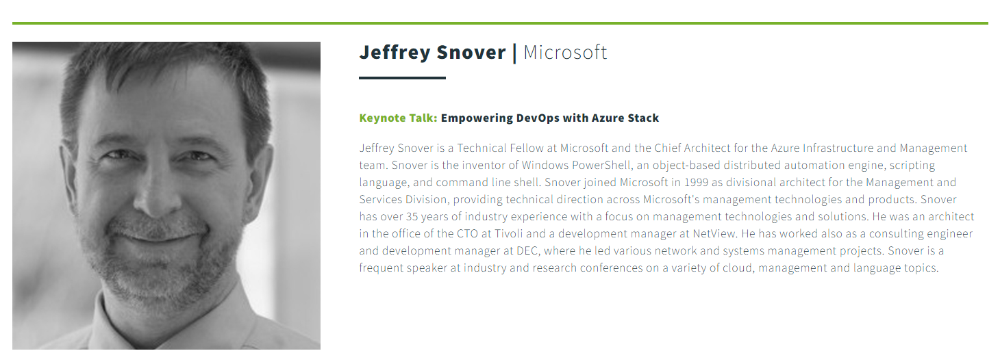 Jeffrey Snover | Microsoft
Keynote Talk: Empowering DevOps with Azure Stack
Jeffrey Snover is a Technical Fellow at Microsoft and the Chief Architect for the Azure Infrastructure and Management
team. Snover is the inventor of Windows PowerShell, an object-based distributed automation engine, scripting
language, and command line shell. Snover joined Microsoft in 1999 as divisional architect for the Management and
Services Division, providing technical direction across Microsoft's management technologies and products. Snover
has over 35 years of industry experience with a focus on management technologies and solutions. He was an architect
in the office of the CTO at Tivoli and a development manager at NetView. He has worked also as a consulting engineer
and development manager at DEC, where he led various network and systems management projects. Snover is a
frequent speaker at industry and research conferences on a variety of cloud, management and language topics.